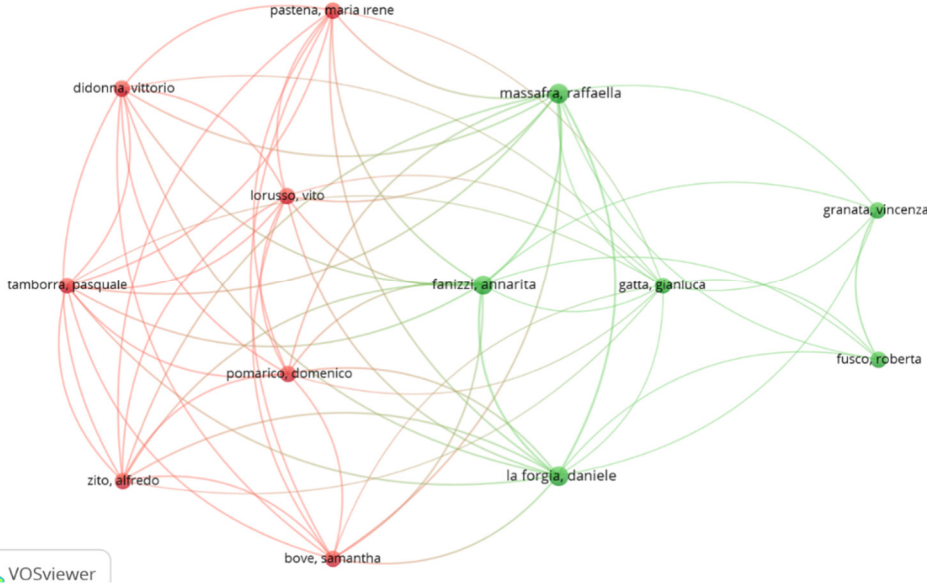 pastena, maria irene
didonna, vittorio
massafra, raffaella
lorusso, vito
granata, vincenza
tamborra, pasquale
fanizzi, annarita
gatta, gianluca
fusco, roberta
pomarico, domenico
zito, alfredo
la forgia, daniele
bove, samantha
VOSviewer